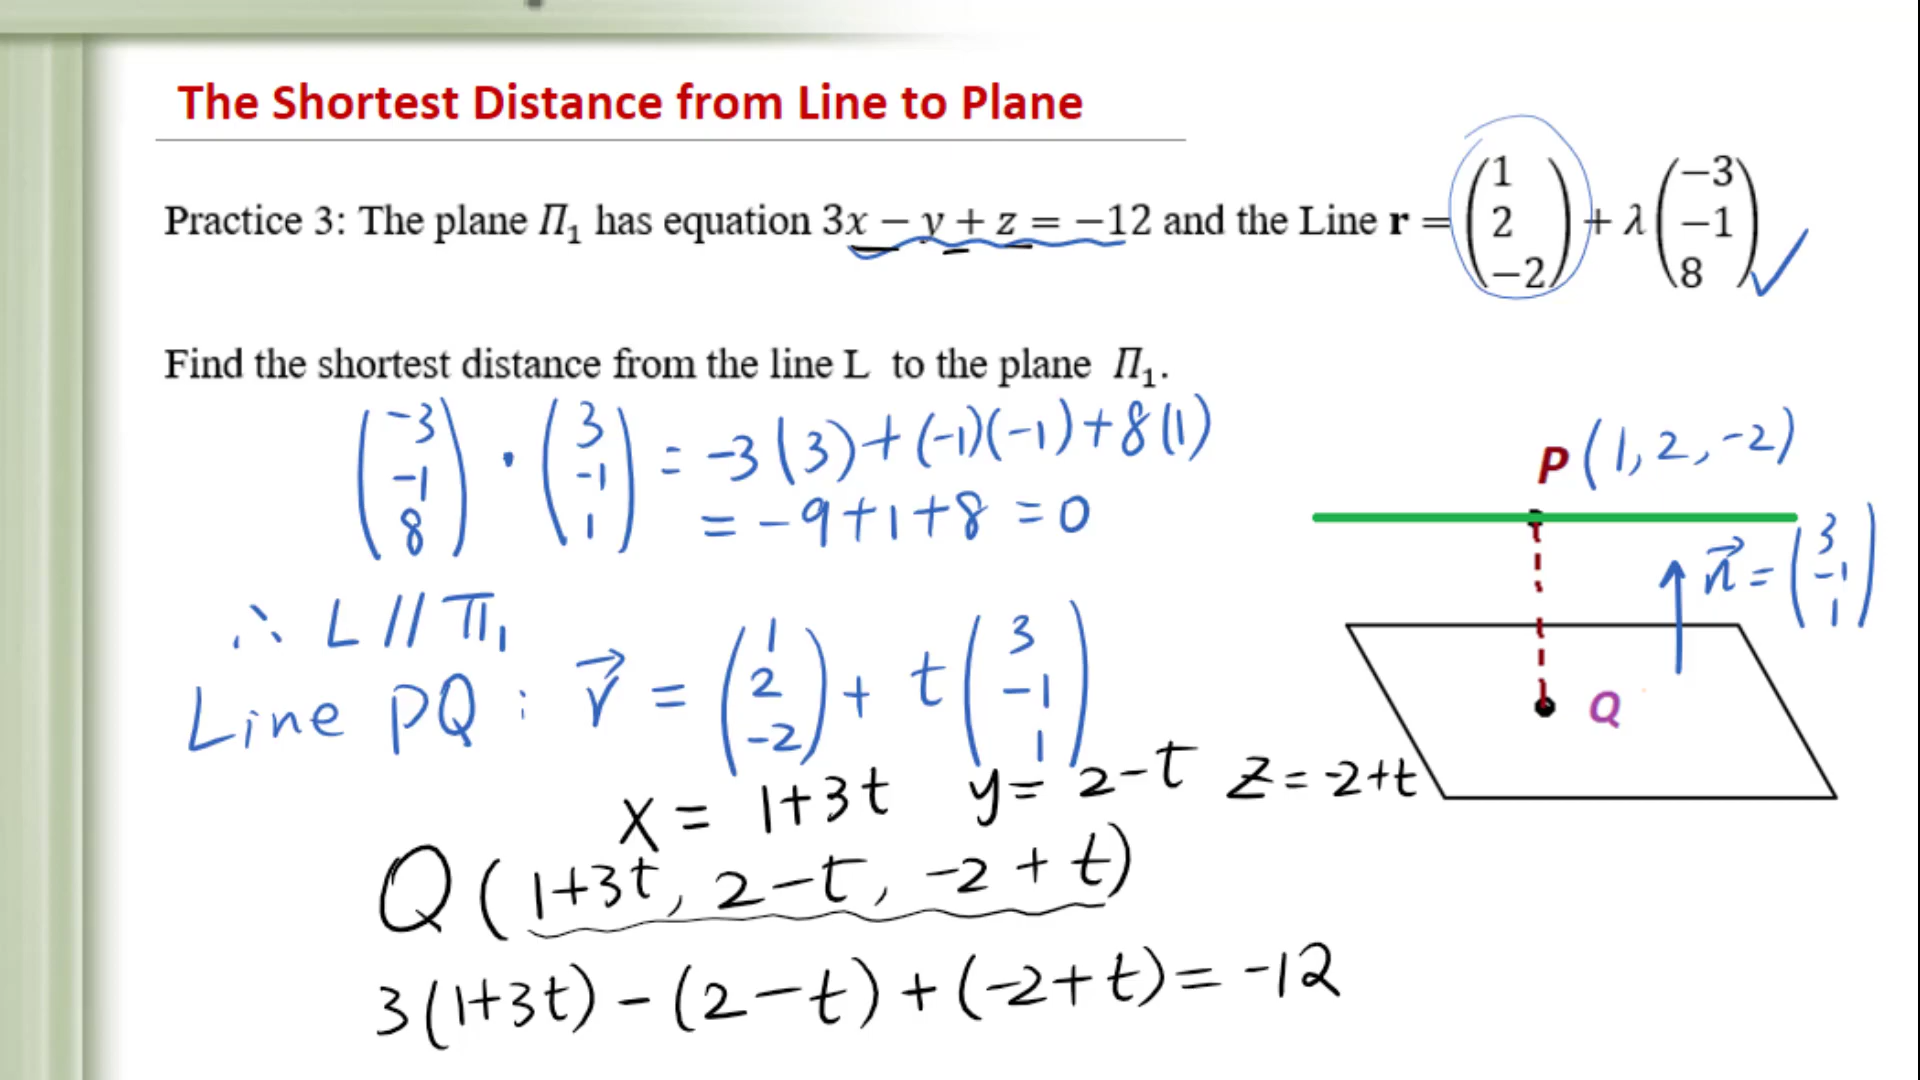 The Shortest Distance from Line to Plane
Practice 3: The plane Π₁ has equation 3x − y + z = −12 and the Line r = (1 2 −2) + λ (−3 −1 8)
Find the shortest distance from the line L to the plane Π₁.
(-3 -1 8) · (3 -1 1) = -3(3)+(-1)(-1)+8(1)
= -9+1+8 = 0
P (1, 2, -2)
n⃗ = (3 -1 1)
∴ L // π₁
Line PQ : r⃗ = (1 2 -2) + t (3 -1 1)
Q
x = 1+3t y = 2-t z = -2+t
Q (1+3t, 2-t, -2+t)
3(1+3t) - (2-t) + (-2+t) = -12